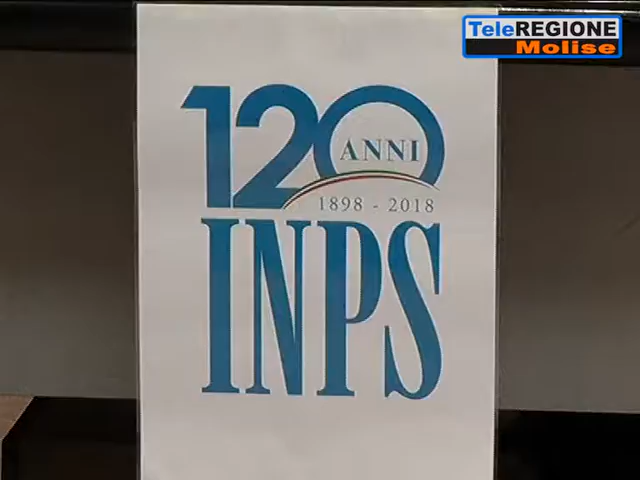 TeleREGIONE
Molise
120
ANNI
1898 - 2018
INPS